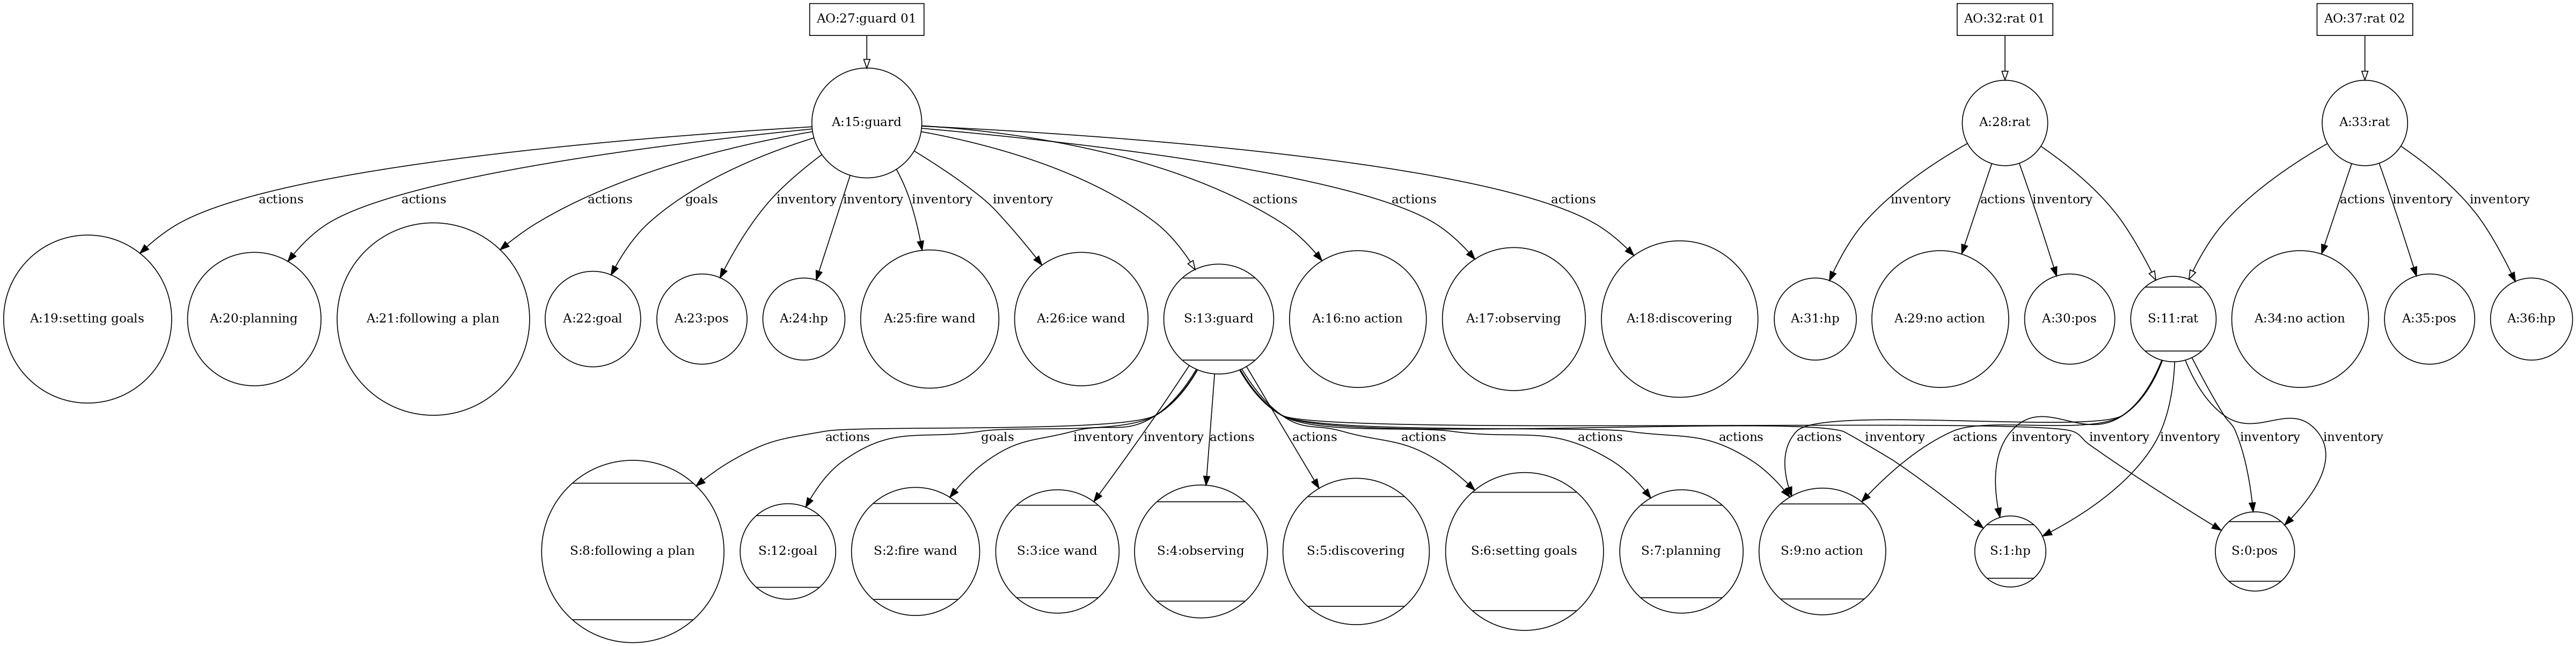 AO:27:guard 01
AO:32:rat 01
AO:37:rat 02
A:15:guard
A:28:rat
A:33:rat
actions
actions
actions
goals
inventory
inventory
inventory
inventory
actions
actions
actions
inventory
actions
inventory
actions
inventory
inventory
A:19:setting goals
A:20:planning
A:21:following a plan
A:22:goal
A:23:pos
A:24:hp
A:25:fire wand
A:26:ice wand
S:13:guard
A:16:no action
A:17:observing
A:18:discovering
A:31:hp
A:29:no action
A:30:pos
S:11:rat
A:34:no action
A:35:pos
A:36:hp
actions
goals
inventory
inventory
actions
actions
actions
actions
actions
actions
inventory
actions
inventory
inventory
inventory
inventory
inventory
S:8:following a plan
S:12:goal
S:2:fire wand
S:3:ice wand
S:4:observing
S:5:discovering
S:6:setting goals
S:7:planning
S:9:no action
S:1:hp
S:0:pos